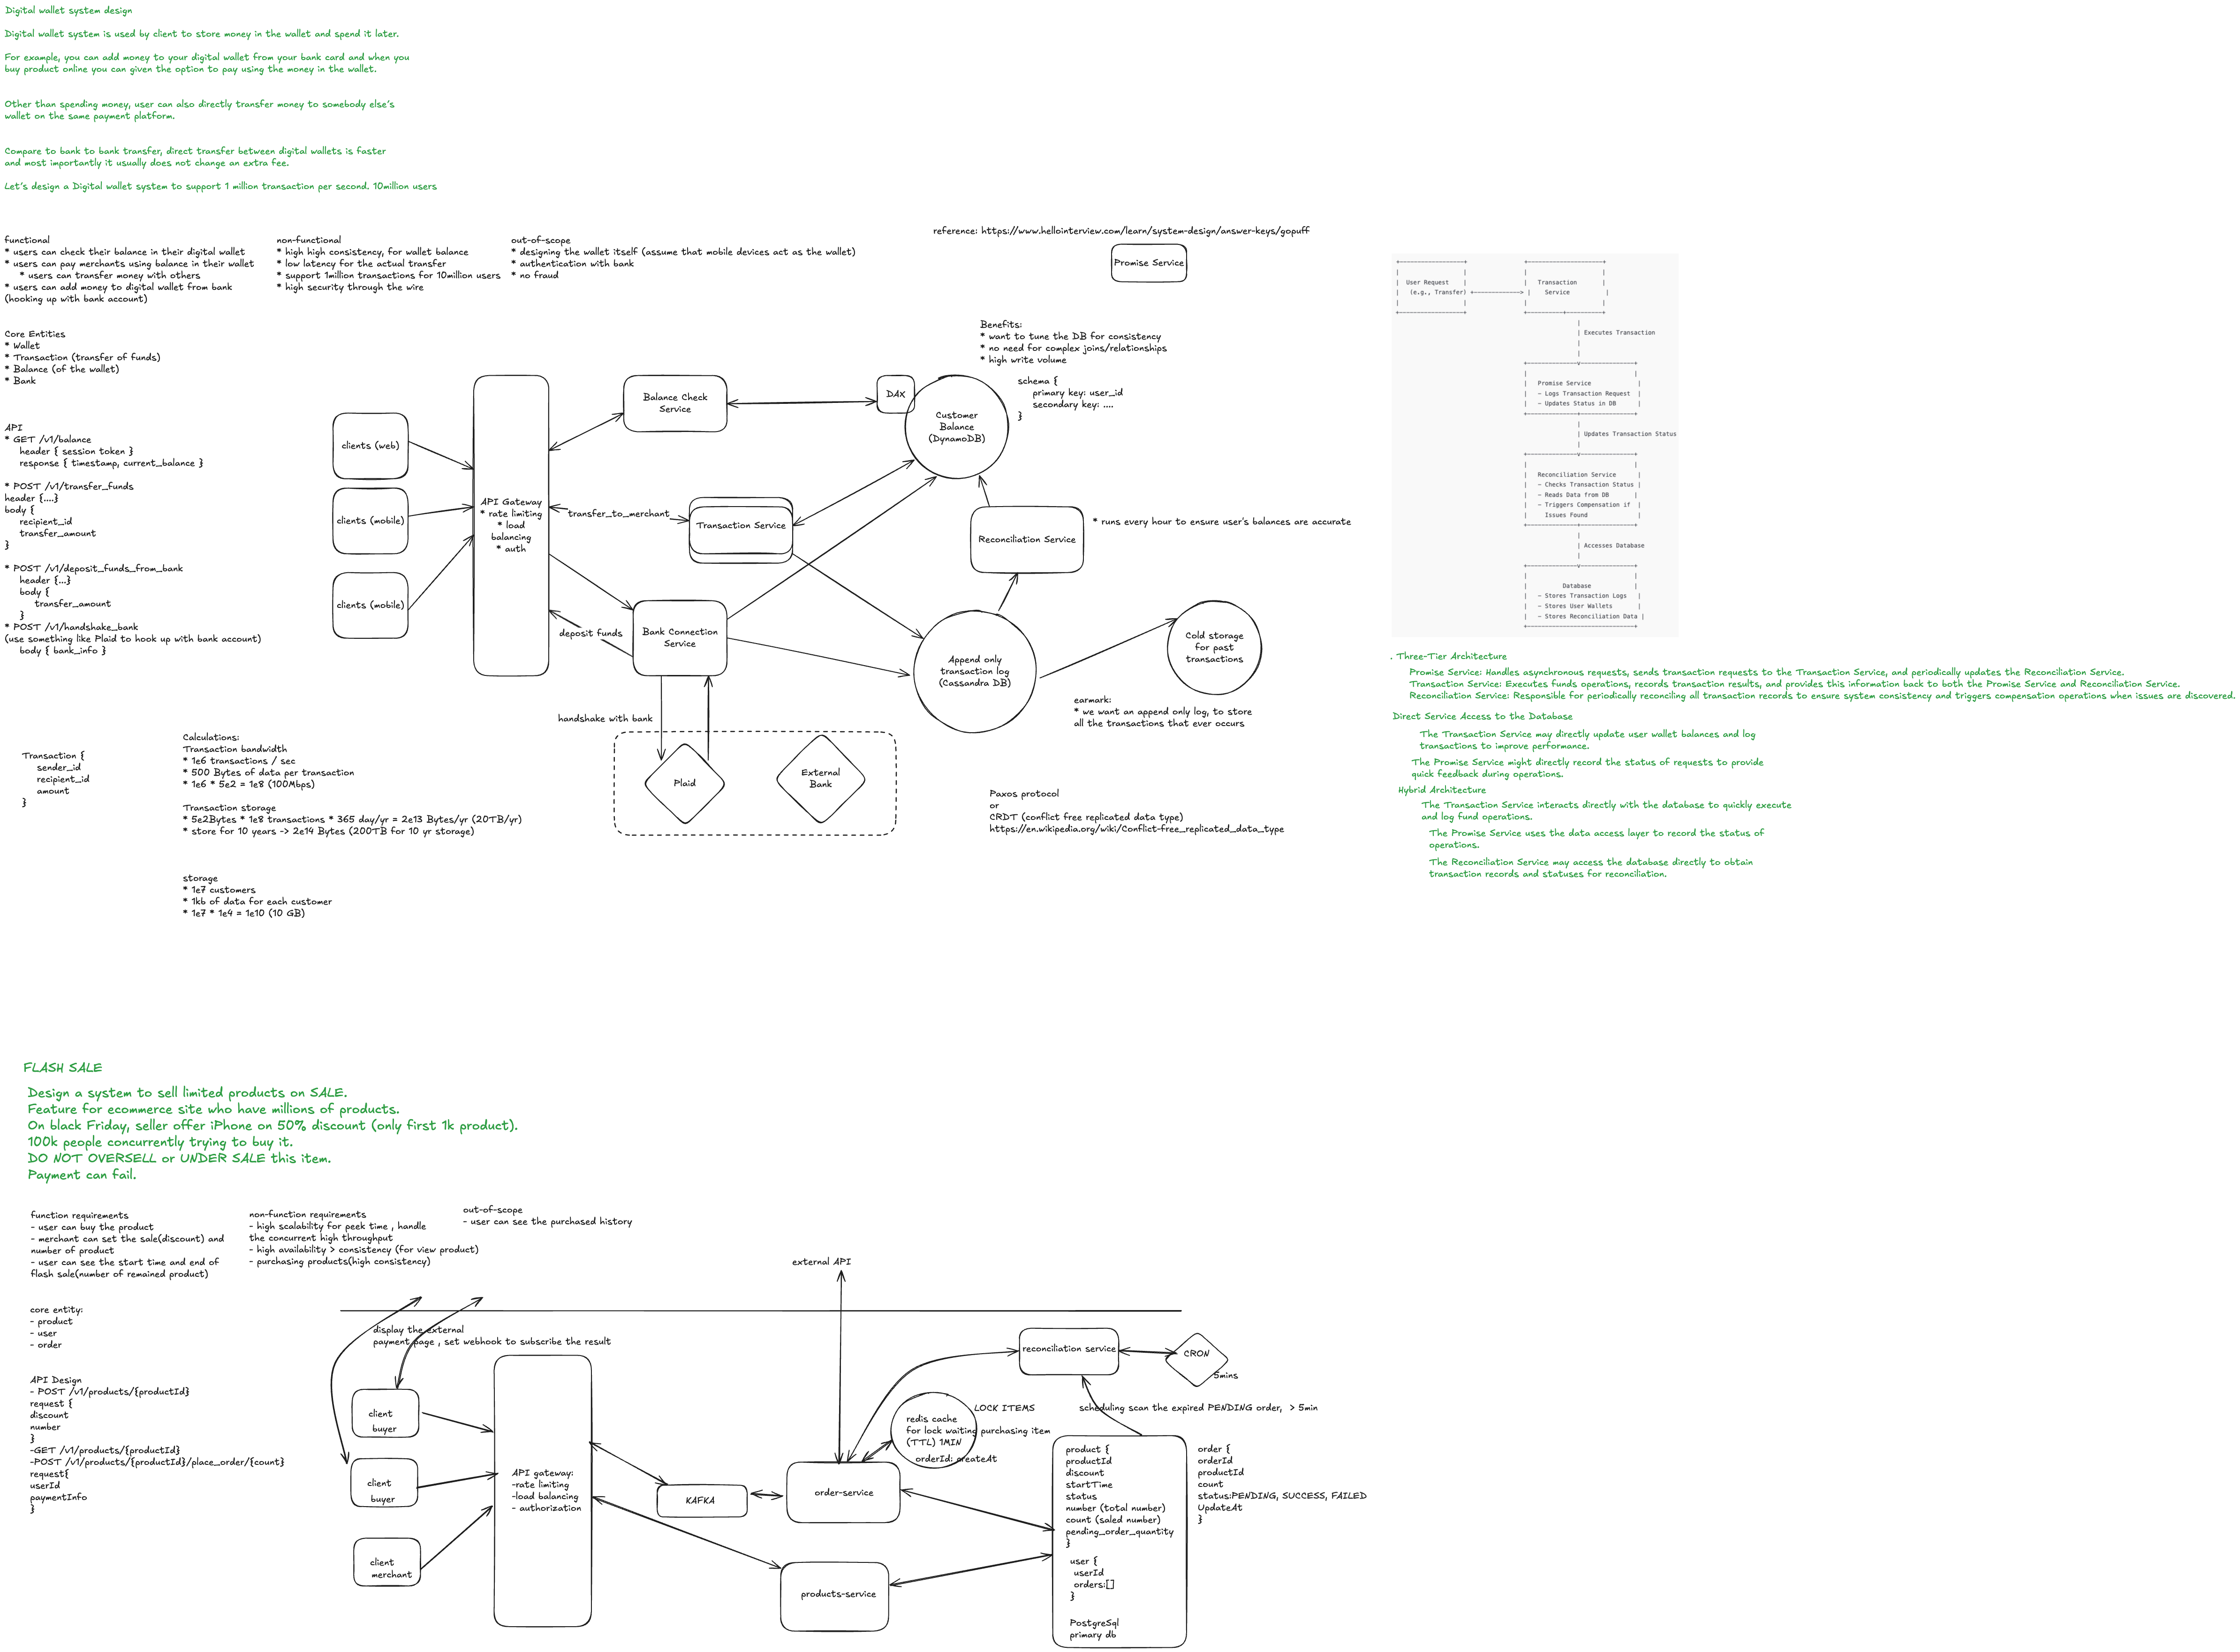 Digital wallet system design
Digital wallet system is used by client to store money in the wallet and spend it later.
For example, you can add money to your digital wallet from your bank card and when you
buy product online you can given the option to pay using the money in the wallet.
Other than spending money, user can also directly transfer money to somebody else's
wallet on the same payment platform.
Compare to bank to bank transfer, direct transfer between digital wallets is faster
and most importantly it usually does not change an extra fee.
Let's design a Digital wallet system to support 1 million transaction per second. 10million users
functional
* users can check their balance in their digital wallet
* users can pay merchants using balance in their wallet
* users can transfer money with others
* users can add money to digital wallet from bank
(hooking up with bank account)
non-functional
* high high consistency, for wallet balance
* low latency for the actual transfer
* support 1million transactions for 10million users
* high security through the wire
out-of-scope
* designing the wallet itself (assume that mobile devices act as the wallet)
* authentication with bank
* no fraud
reference: https://www.hellointerview.com/learn/system-design/answer-keys/gopuff
Promise Service
Core Entities
* Wallet
* Transaction (transfer of funds)
* Balance (of the wallet)
* Bank
API
* GET /v1/balance
header { session token }
response { timestamp, current_balance }
* POST /v1/transfer_funds
header {....}
body {
recipient_id
transfer_amount
}
* POST /v1/deposit_funds_from_bank
header {...}
body {
transfer_amount
}
* POST /v1/handshake_bank
(use something like Plaid to hook up with bank account)
body { bank_info }
clients (web)
clients (mobile)
clients (mobile)
API Gateway
* rate limiting
* load
balancing
* auth
Balance Check
Service
DAX
Customer
Balance
(DynamoDB)
Benefits:
* want to tune the DB for consistency
* no need for complex joins/relationships
* high write volume
schema {
primary key: user_id
secondary key: ....
}
transfer_to_merchant
Transaction Service
Reconciliation Service
* runs every hour to ensure user's balances are accurate
deposit funds
Bank Connection
Service
Append only
transaction log
(Cassandra DB)
Cold storage
for past
transactions
earmark:
* we want an append only log, to store
all the transactions that ever occurs
handshake with bank
Plaid
External
Bank
Paxos protocol
or
CRDT (conflict free replicated data type)
https://en.wikipedia.org/wiki/Conflict-free_replicated_data_type
Transaction {
sender_id
recipient_id
amount
}
Calculations:
Transaction bandwidth
* 1e6 transactions / sec
* 500 Bytes of data per transaction
* 1e6 * 5e2 = 1e8 (100Mbps)
Transaction storage
* 5e2Bytes * 1e8 transactions * 365 day/yr = 2e13 Bytes/yr (20TB/yr)
* store for 10 years -> 2e14 Bytes (200TB for 10 yr storage)
storage
* 1e7 customers
* 1kb of data for each customer
* 1e7 * 1e4 = 1e10 (10 GB)
User Request
(e.g., Transfer)
Transaction
Service
Executes Transaction
Promise Service
- Logs Transaction Request
- Updates Status in DB
Updates Transaction Status
Reconciliation Service
- Checks Transaction Status
- Reads Data from DB
- Triggers Compensation if
Issues Found
Accesses Database
Database
- Stores Transaction Logs
- Stores User Wallets
- Stores Reconciliation Data
. Three-Tier Architecture
Promise Service: Handles asynchronous requests, sends transaction requests to the Transaction Service, and periodically updates the Reconciliation Service.
Transaction Service: Executes funds operations, records transaction results, and provides this information back to both the Promise Service and Reconciliation Service.
Reconciliation Service: Responsible for periodically reconciling all transaction records to ensure system consistency and triggers compensation operations when issues are discovered.
Direct Service Access to the Database
The Transaction Service may directly update user wallet balances and log
transactions to improve performance.
The Promise Service might directly record the status of requests to provide
quick feedback during operations.
Hybrid Architecture
The Transaction Service interacts directly with the database to quickly execute
and log fund operations.
The Promise Service uses the data access layer to record the status of
operations.
The Reconciliation Service may access the database directly to obtain
transaction records and statuses for reconciliation.
FLASH SALE
Design a system to sell limited products on SALE.
Feature for ecommerce site who have millions of products.
On black Friday, seller offer iPhone on 50% discount (only first 1k product).
100k people concurrently trying to buy it.
DO NOT OVERSELL or UNDER SALE this item.
Payment can fail.
function requirements
- user can buy the product
- merchant can set the sale(discount) and
number of product
- user can see the start time and end of
flash sale(number of remained product)
non-function requirements
- high scalability for peek time , handle
the concurrent high throughput
- high availability > consistency (for view product)
- purchasing products(high consistency)
out-of-scope
- user can see the purchased history
core entity:
- product
- user
- order
API Design
- POST /v1/products/{productId}
request {
discount
number
}
-GET /v1/products/{productId}
-POST /v1/products/{productId}/place_order/{count}
request{
userId
paymentInfo
}
external API
display the external
payment page , set webhook to subscribe the result
client
buyer
client
buyer
client
merchant
API gateway:
-rate limiting
-load balancing
- authorization
KAFKA
order-service
products-service
redis cache
for lock waiting purchasing item
(TTL) 1MIN
LOCK ITEMS
orderId: createAt
reconciliation service
CRON
5mins
scheduling scan the expired PENDING order, > 5min
product {
productId
discount
startTime
status
number (total number)
count (saled number)
pending_order_quantity
}
user {
userId
orders:[]
}
PostgreSql
primary db
order {
orderId
productId
count
status:PENDING, SUCCESS, FAILED
UpdateAt
}